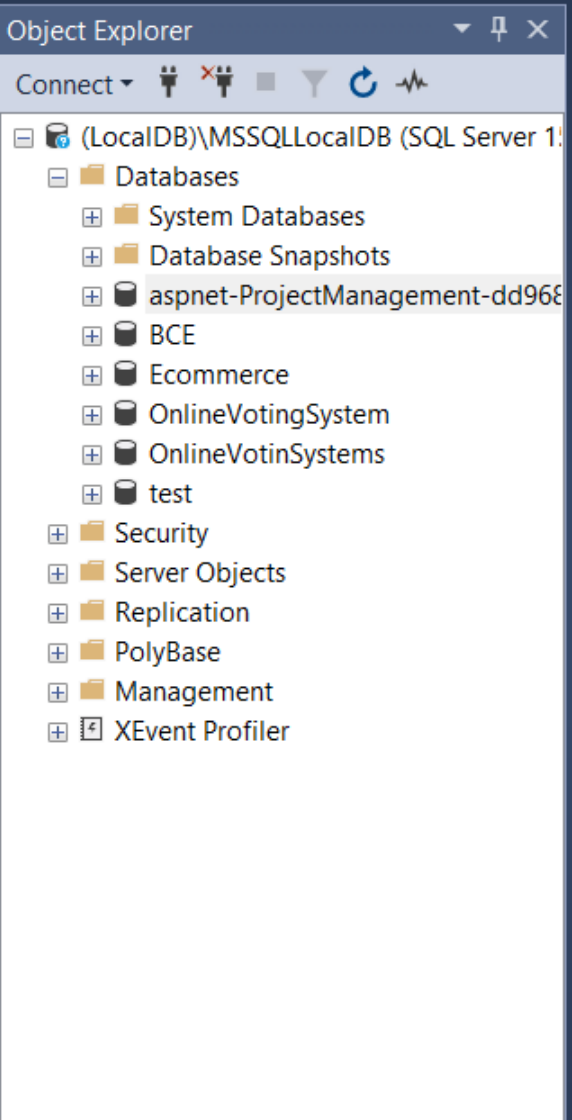 Object Explorer
Connect
(LocalDB)\MSSQLLocalDB (SQL Server 1
Databases
System Databases
Database Snapshots
aspnet-ProjectManagement-dd968
BCE
Ecommerce
OnlineVotingSystem
OnlineVotinSystems
test
Security
Server Objects
Replication
PolyBase
Management
XEvent Profiler